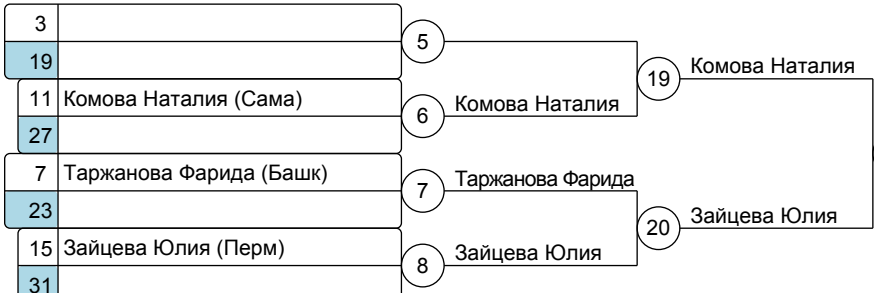 3
5
19
19 Комова Наталия
11 Комова Наталия (Сама)
6 Комова Наталия
27
7 Таржанова Фарида (Башк)
7 Таржанова Фарида
23
20 Зайцева Юлия
15 Зайцева Юлия (Перм)
8 Зайцева Юлия
31